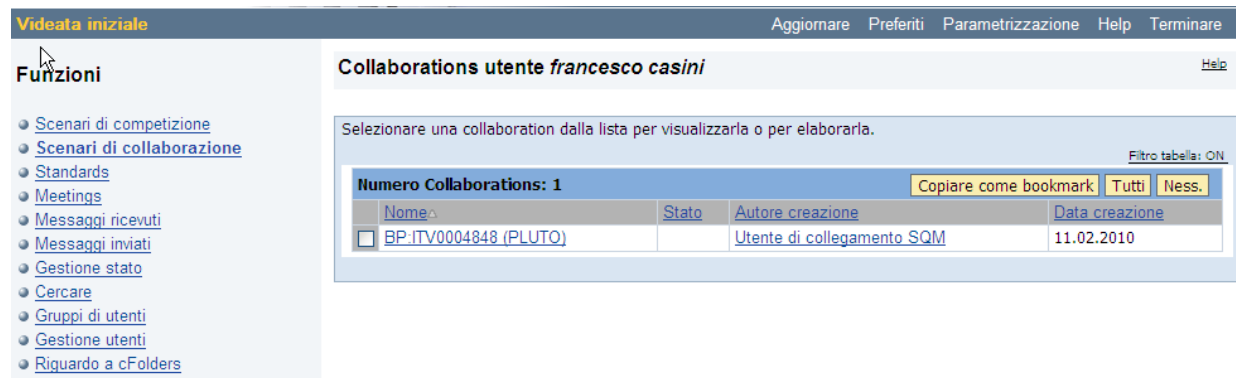 Videata iniziale Aggiornare Preferiti Parametrizzazione Help Terminare
Funzioni
Scenari di competizione
Scenari di collaborazione
Standards
Meetings
Messaggi ricevuti
Messaggi inviati
Gestione stato
Cercare
Gruppi di utenti
Gestione utenti
Riguardo a cFolders
Collaborations utente francesco casini Help
Selezionare una collaboration dalla lista per visualizzarla o per elaborarla.
Filtro tabella: ON
Numero Collaborations: 1 Copiare come bookmark Tutti Ness.
Nome Stato Autore creazione Data creazione
BP:ITV0004848 (PLUTO) Utente di collegamento SQM 11.02.2010